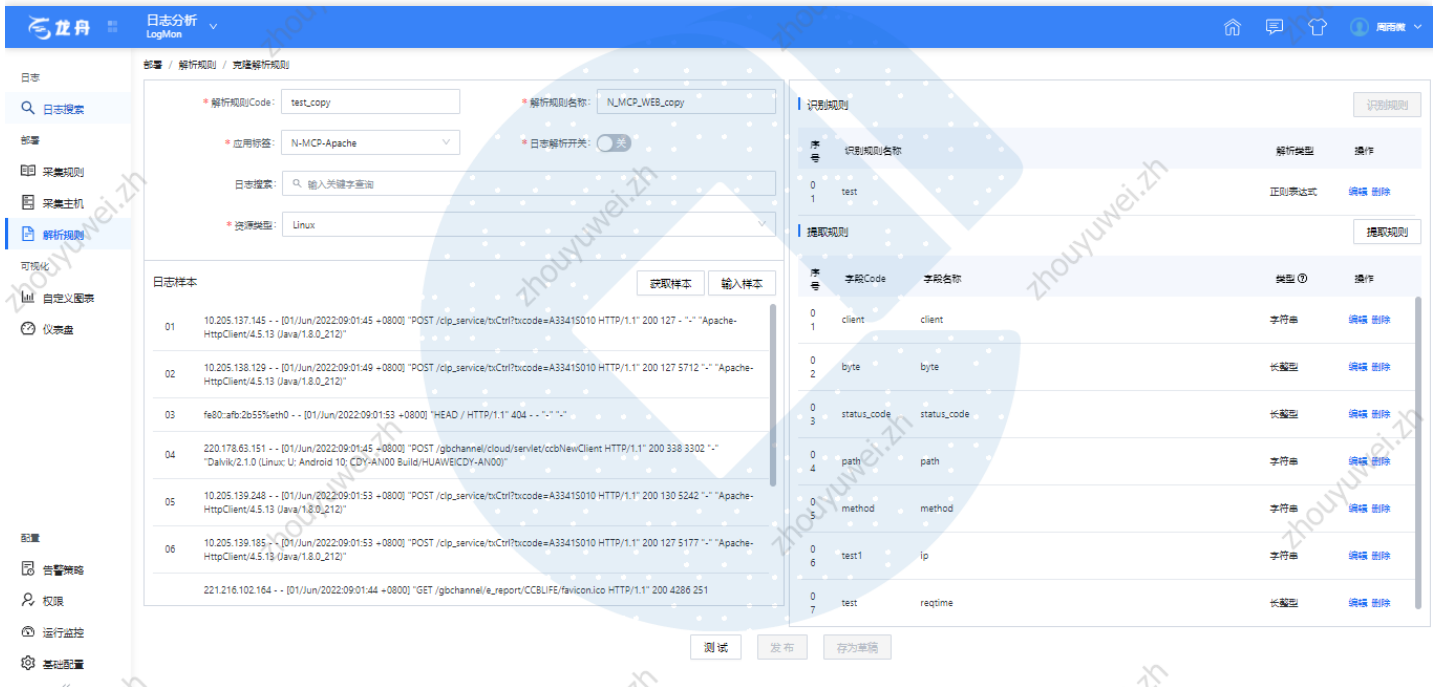 龙舟
日志分析
LogMon
周雨微
部署 / 解析规则 / 克隆解析规则
日志
日志搜索
部署
采集规则
采集主机
解析规则
可视化
自定义图表
仪表盘
配置
告警策略
权限
运行监控
基础配置
* 解析规则Code: test_copy
* 解析规则名称: N_MCP_WEB_copy
* 应用标签: N-MCP-Apache
* 日志解析开关: 关
日志搜索: 输入关键字查询
* 资源类型: Linux
日志样本 获取样本 输入样本
01 10.205.137.145 - - [01/Jun/2022:09:01:45 +0800] "POST /clp_service/txCtrl?txcode=A3341S010 HTTP/1.1" 200 127 - "-" "Apache-
HttpClient/4.5.13 (Java/1.8.0_212)"
02 10.205.138.129 - - [01/Jun/2022:09:01:49 +0800] "POST /clp_service/txCtrl?txcode=A3341S010 HTTP/1.1" 200 127 5712 "-" "Apache-
HttpClient/4.5.13 (Java/1.8.0_212)"
03 fe80::afb:2b55%eth0 - - [01/Jun/2022:09:01:53 +0800] "HEAD / HTTP/1.1" 404 - - "-" "-"
04 220.178.63.151 - - [01/Jun/2022:09:01:45 +0800] "POST /gbchannel/cloud/servlet/ccbNewClient HTTP/1.1" 200 338 3302 "-"
"Dalvik/2.1.0 (Linux; U; Android 10; CDY-AN00 Build/HUAWEICDY-AN00)"
05 10.205.139.248 - - [01/Jun/2022:09:01:53 +0800] "POST /clp_service/txCtrl?txcode=A3341S010 HTTP/1.1" 200 130 5242 "-" "Apache-
HttpClient/4.5.13 (Java/1.8.0_212)"
06 10.205.139.185 - - [01/Jun/2022:09:01:53 +0800] "POST /clp_service/txCtrl?txcode=A3341S010 HTTP/1.1" 200 127 5177 "-" "Apache-
HttpClient/4.5.13 (Java/1.8.0_212)"
221.216.102.164 - - [01/Jun/2022:09:01:44 +0800] "GET /gbchannel/e_report/CCBLIFE/favicon.ico HTTP/1.1" 200 4286 251
识别规则 识别规则
序号 识别规则名称 解析类型 操作
01 test 正则表达式 编辑 删除
提取规则 提取规则
序号 字段Code 字段名称 类型 操作
01 client client 字符串 编辑 删除
02 byte byte 长整型 编辑 删除
03 status_code status_code 长整型 编辑 删除
04 path path 字符串 编辑 删除
05 method method 字符串 编辑 删除
06 test1 ip 字符串 编辑 删除
07 test reqtime 长整型 编辑 删除
测试 发布 存为草稿
zhouyuwei.zh
zhouyuwei.zh
zhouyuwei.zh
zhouyuwei.zh
zhouyuwei.zh
zhouyuwei.zh